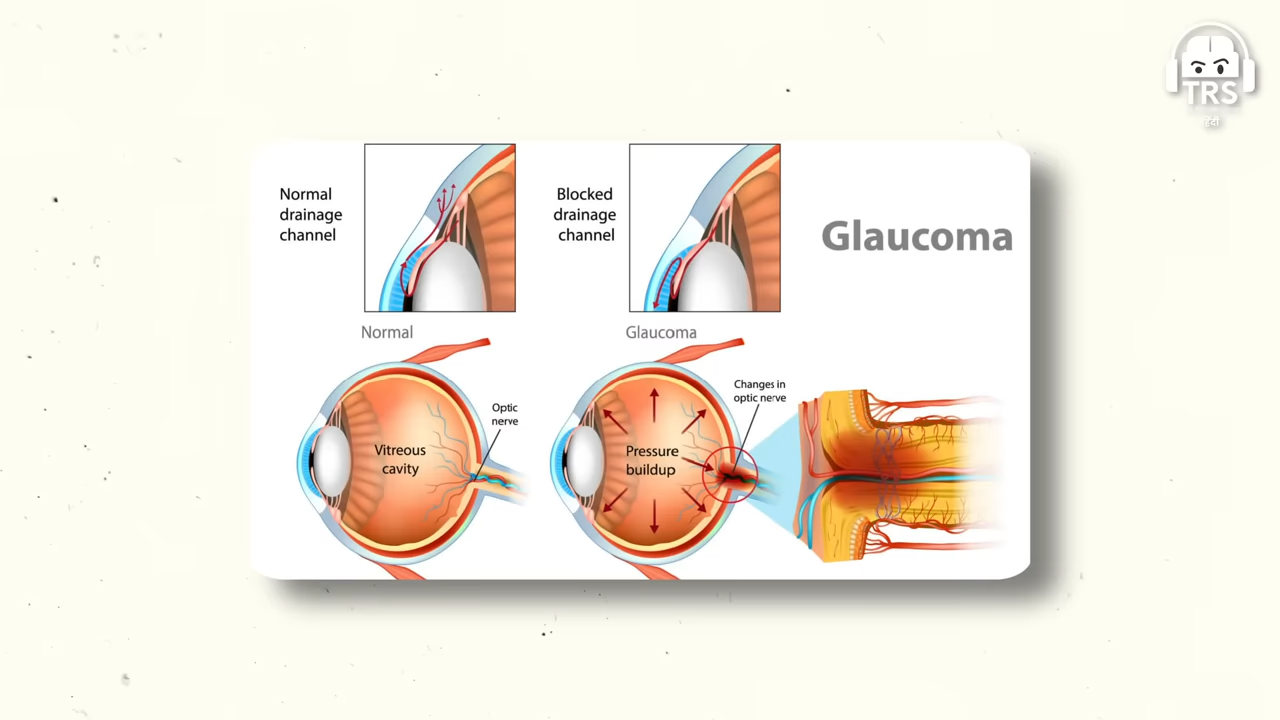 TRS
हिंदी
Normal
drainage
channel
Blocked
drainage
channel
Glaucoma
Normal
Glaucoma
Optic
nerve
Vitreous
cavity
Changes in
optic nerve
Pressure
buildup